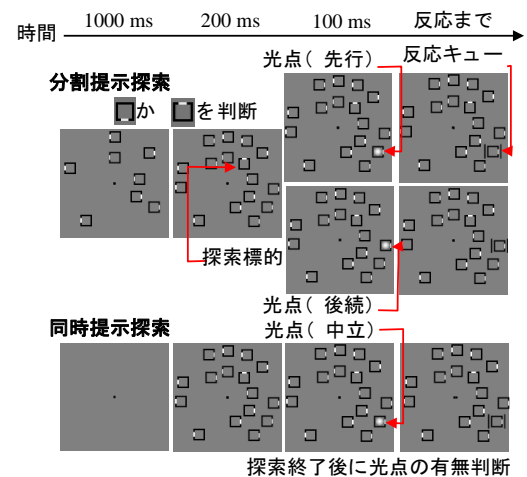 1000 ms 200 ms 100 ms 反応まで
時間
光点( 先行) 反応キュー
分割提示探索
か を判断
探索標的
光点( 後続)
同時提示探索 光点( 中立)
探索終了後に光点の有無判断